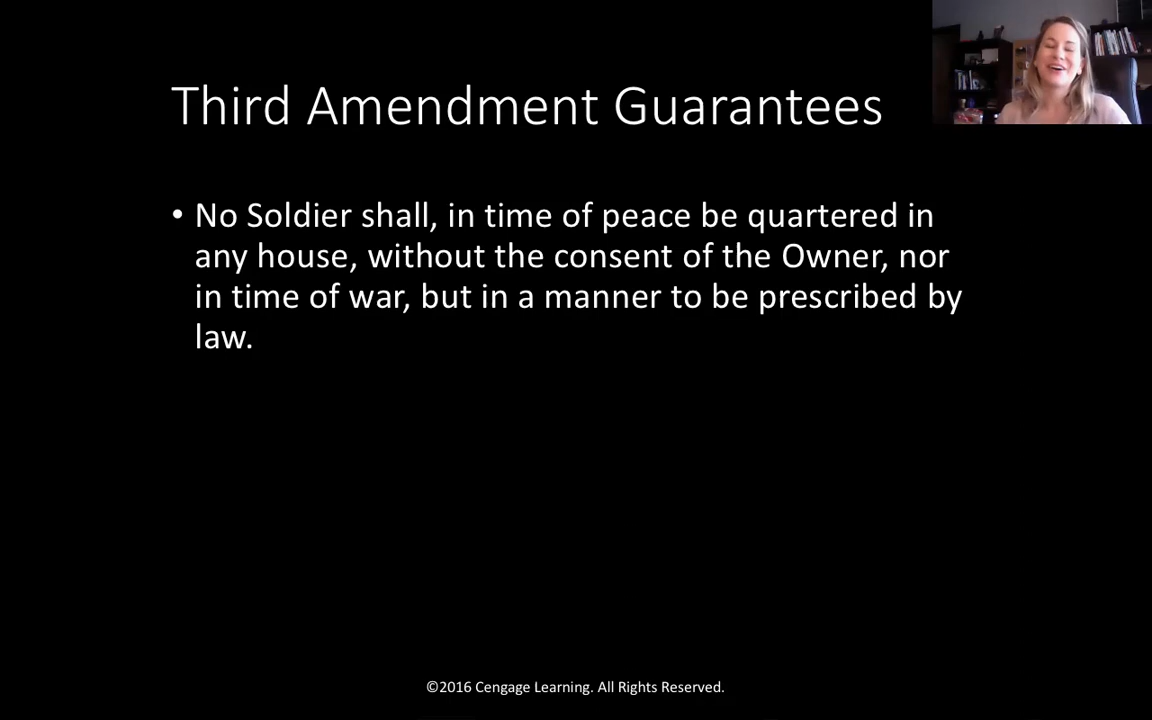 Third Amendment Guarantees
• No Soldier shall, in time of peace be quartered in
any house, without the consent of the Owner, nor
in time of war, but in a manner to be prescribed by
law.
©2016 Cengage Learning. All Rights Reserved.